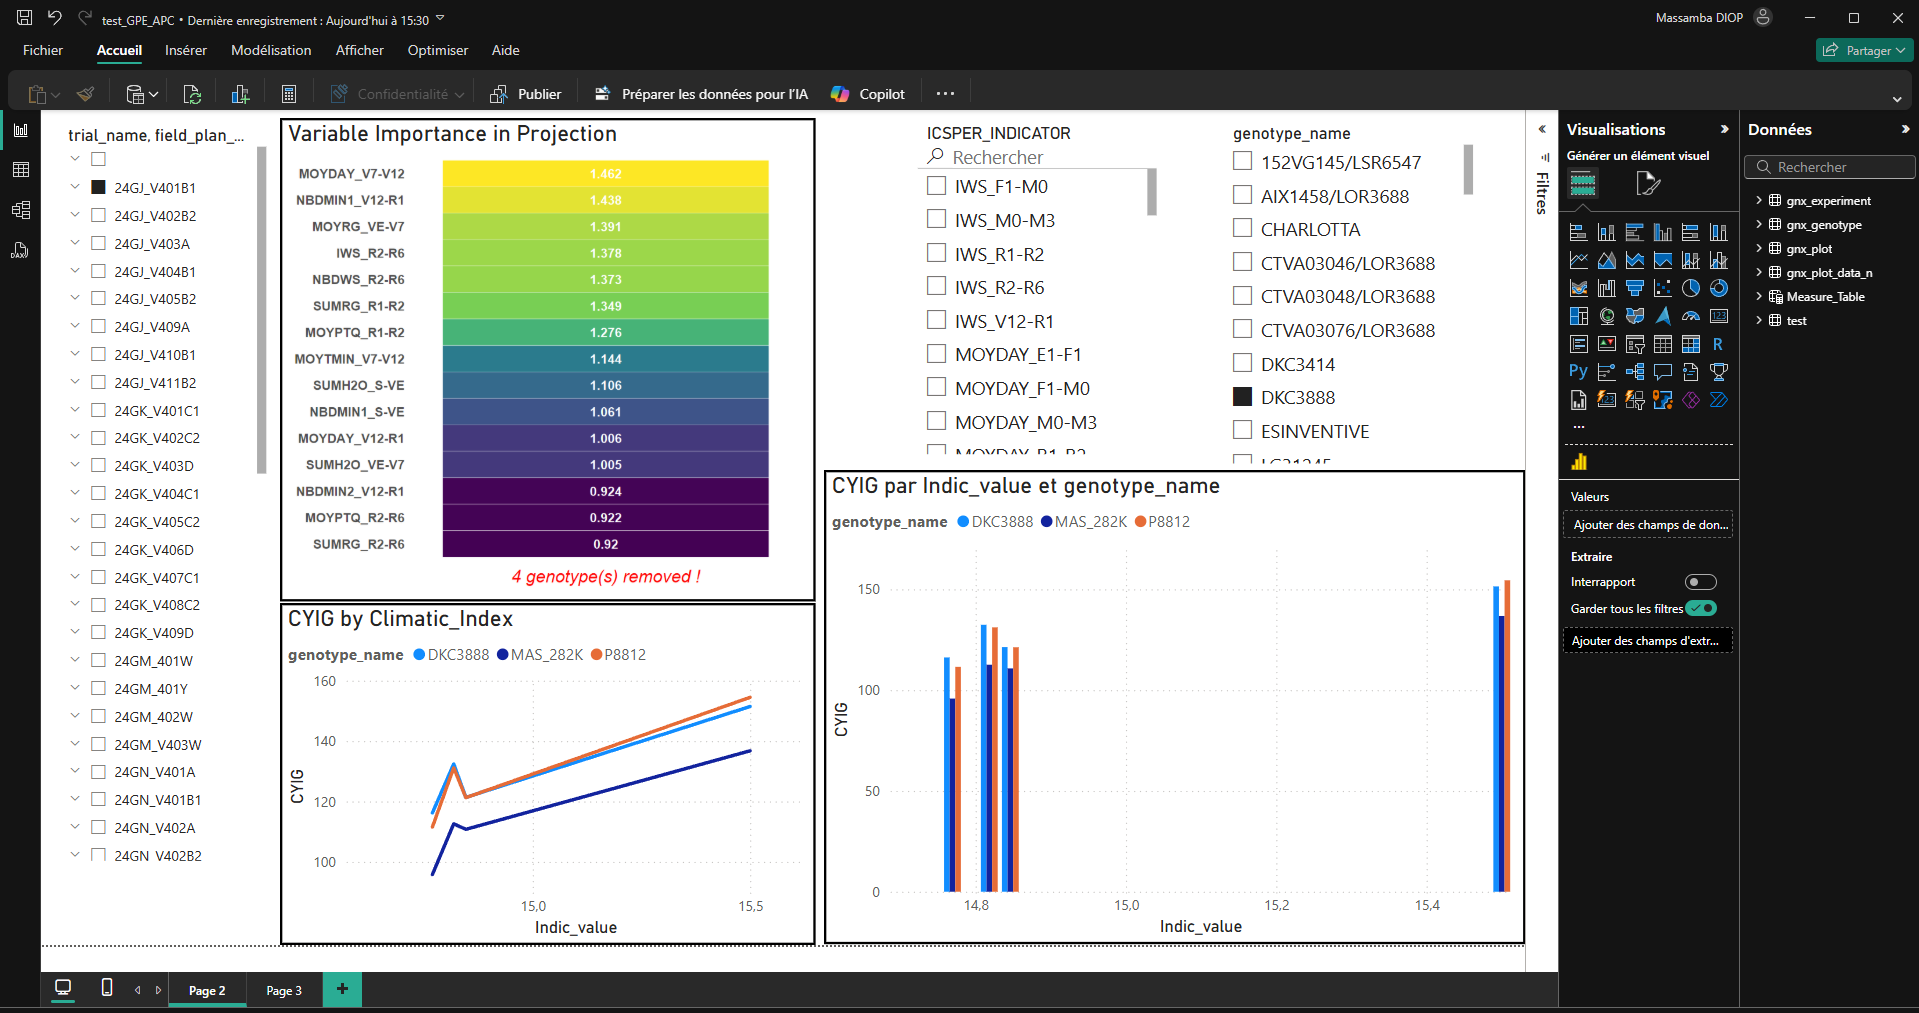 test_GPE_APC • Dernière enregistrement : Aujourd'hui à 15:30
Massamba DIOP
Fichier
Accueil
Insérer
Modélisation
Afficher
Optimiser
Aide
Partager
Confidentialité
Publier
Préparer les données pour l'IA
Copilot
trial_name, field_plan_...
24GJ_V401B1
24GJ_V402B2
24GJ_V403A
24GJ_V404B1
24GJ_V405B2
24GJ_V409A
24GJ_V410B1
24GJ_V411B2
24GK_V401C1
24GK_V402C2
24GK_V403D
24GK_V404C1
24GK_V405C2
24GK_V406D
24GK_V407C1
24GK_V408C2
24GK_V409D
24GM_401W
24GM_401Y
24GM_402W
24GM_V403W
24GN_V401A
24GN_V401B1
24GN_V402A
24GN_V402B2
Variable Importance in Projection
MOYDAY_V7-V12 1.462
NBDMIN1_V12-R1 1.438
MOYRG_VE-V7 1.391
IWS_R2-R6 1.378
NBDWS_R2-R6 1.373
SUMRG_R1-R2 1.349
MOYPTQ_R1-R2 1.276
MOYTMIN_V7-V12 1.144
SUMH2O_S-VE 1.106
NBDMIN1_S-VE 1.061
MOYDAY_V12-R1 1.006
SUMH2O_VE-V7 1.005
NBDMIN2_V12-R1 0.924
MOYPTQ_R2-R6 0.922
SUMRG_R2-R6 0.92
4 genotype(s) removed !
CYIG by Climatic_Index
genotype_name DKC3888 MAS_282K P8812
160
140
120
100
CYIG
15,0
15,5
Indic_value
ICSPER_INDICATOR
Rechercher
IWS_F1-M0
IWS_M0-M3
IWS_R1-R2
IWS_R2-R6
IWS_V12-R1
MOYDAY_E1-F1
MOYDAY_F1-M0
MOYDAY_M0-M3
MOYDAY_R1-R2
genotype_name
152VG145/LSR6547
AIX1458/LOR3688
CHARLOTTA
CTVA03046/LOR3688
CTVA03048/LOR3688
CTVA03076/LOR3688
DKC3414
DKC3888
ESINVENTIVE
LG31245
CYIG par Indic_value et genotype_name
genotype_name DKC3888 MAS_282K P8812
150
100
50
0
CYIG
14,8
15,0
15,2
15,4
Indic_value
Filtres
Visualisations
Générer un élément visuel
R
Py
123
...
Valeurs
Ajouter des champs de don...
Extraire
Interrapport
Garder tous les filtres
Ajouter des champs d'extr...
Données
Rechercher
gnx_experiment
gnx_genotype
gnx_plot
gnx_plot_data_n
Measure_Table
test
Page 2
Page 3